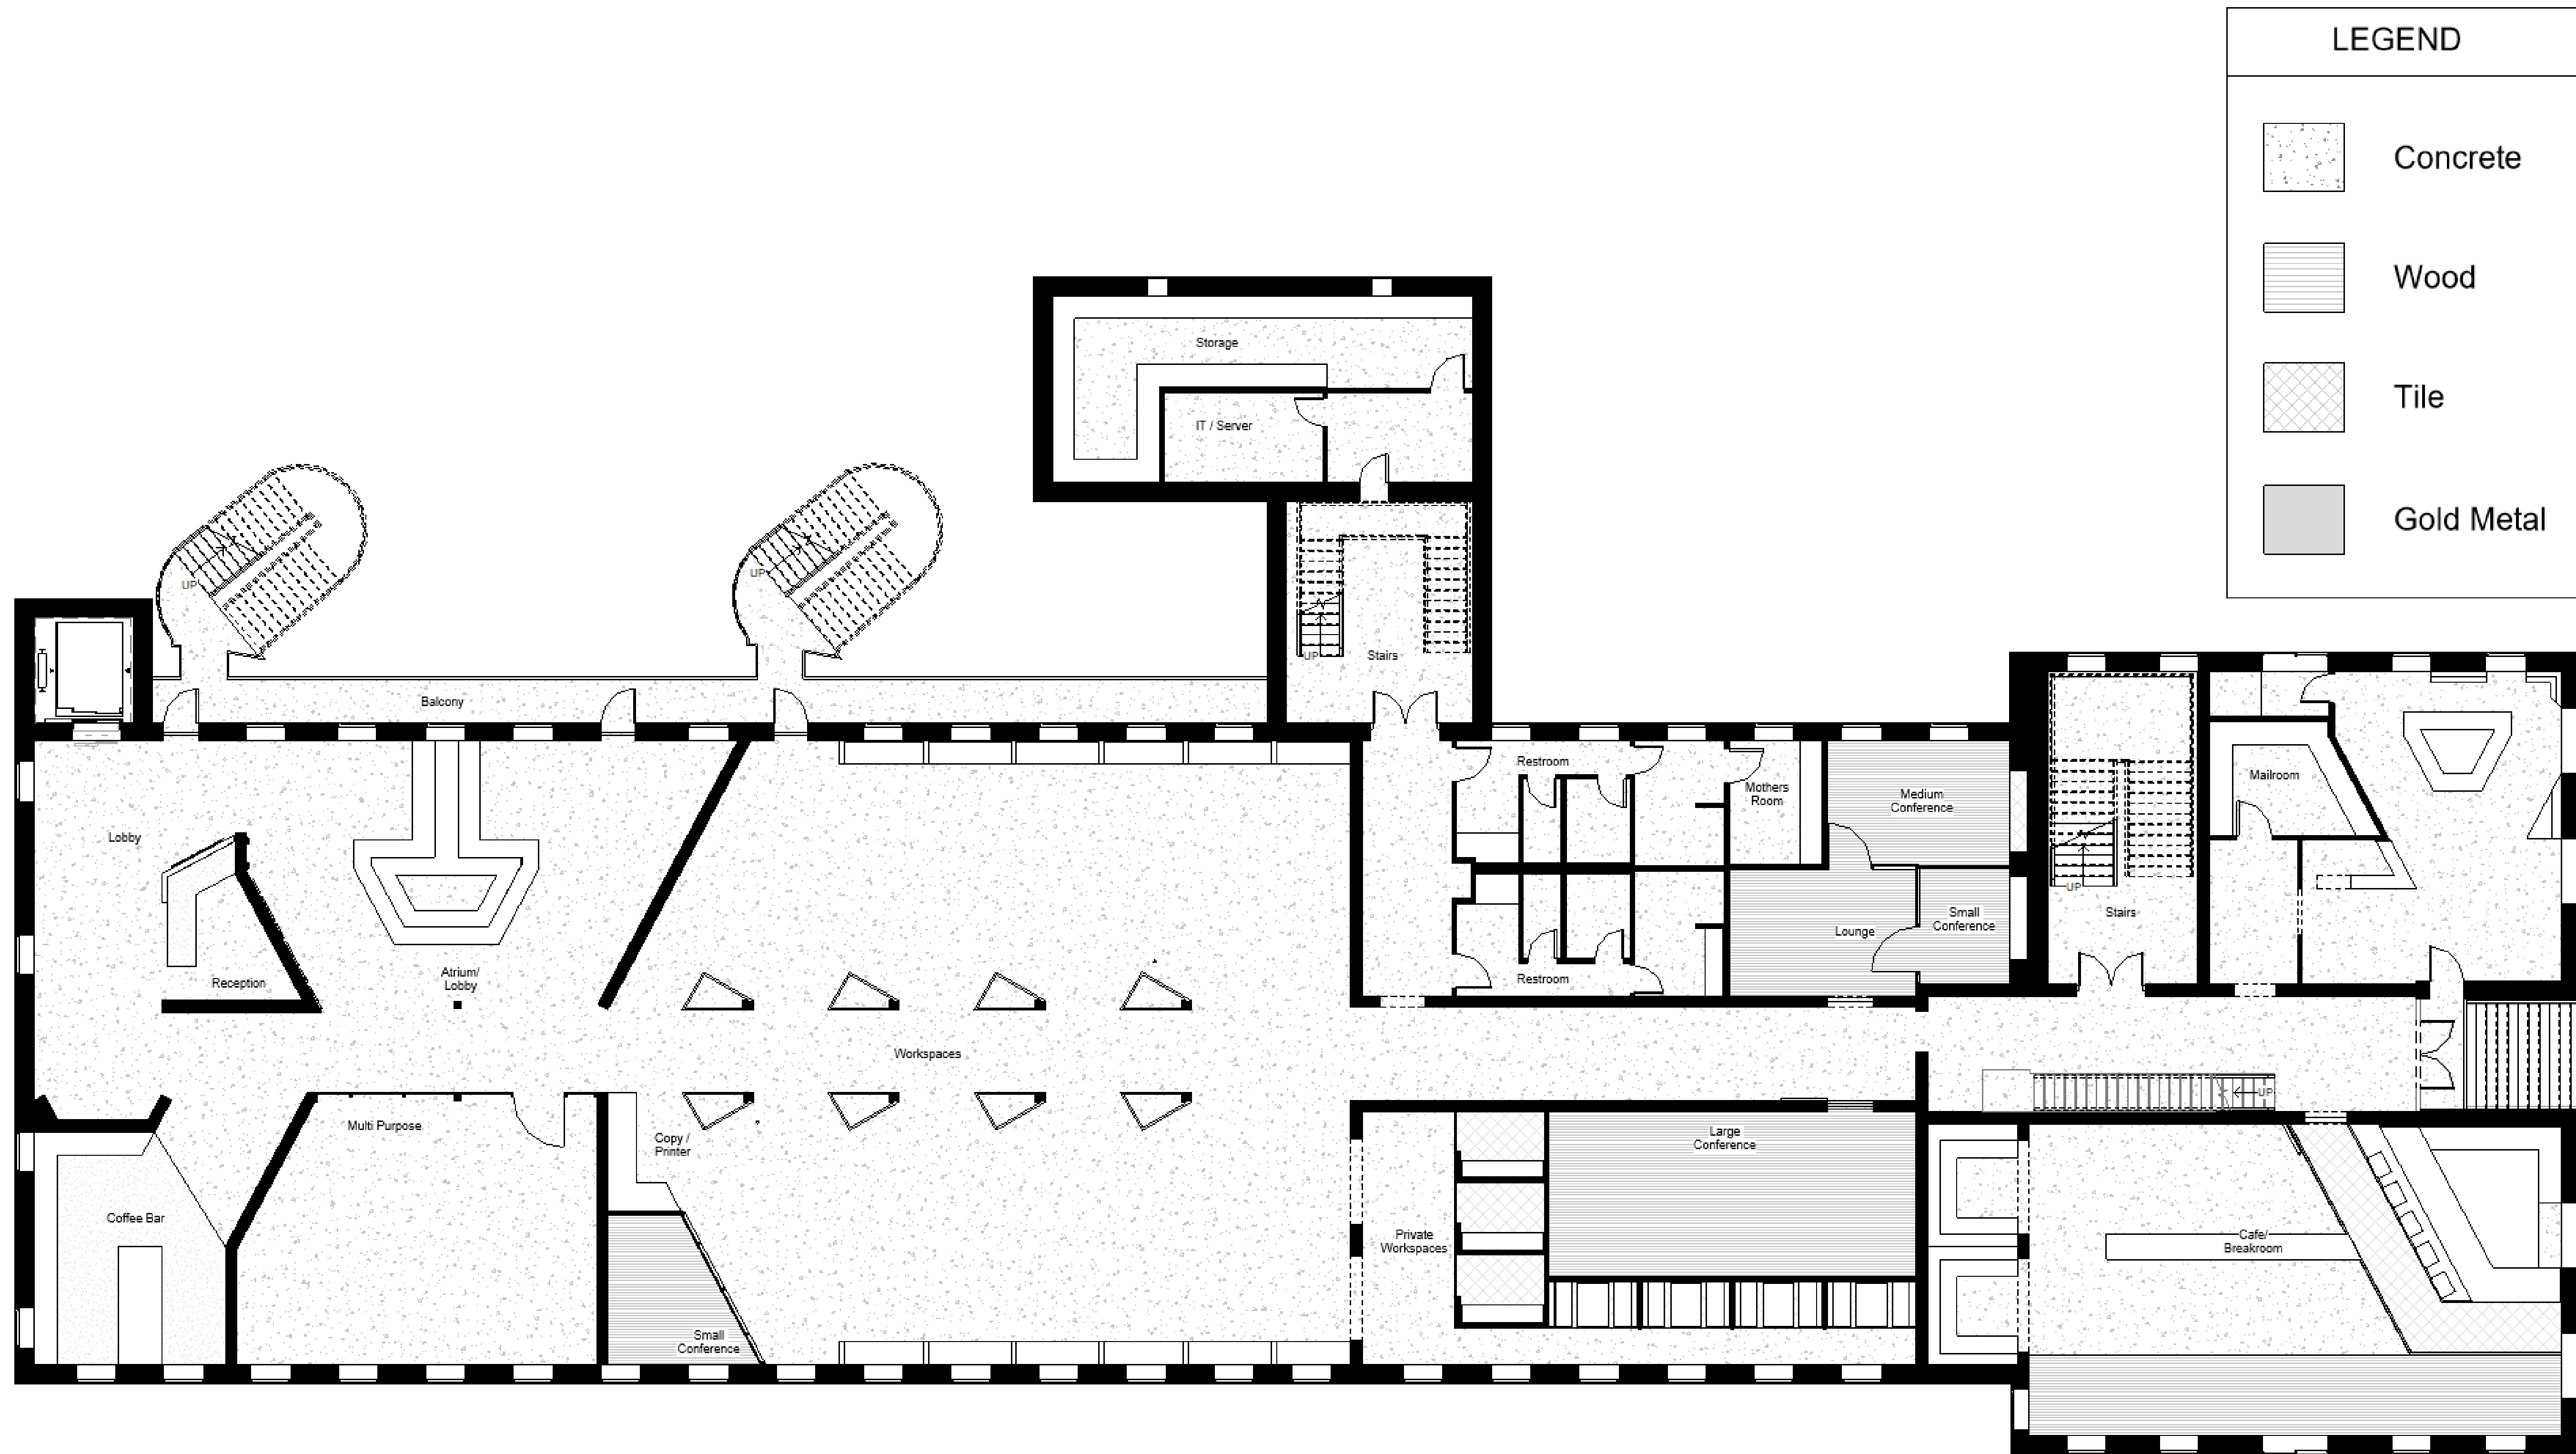 LEGEND
Concrete
Wood
Tile
Gold Metal
Storage
IT / Server
UP
UP
UP
Stairs
Balcony
Restroom
Mothers
Room
Medium
Conference
Mailroom
Lobby
UP
Stairs
Small
Conference
Lounge
Reception
Atrium/
Lobby
Restroom
Workspaces
UP
Multi Purpose
Copy /
Printer
Large
Conference
Coffee Bar
Private
Workspaces
Cafe/
Breakroom
Small
Conference